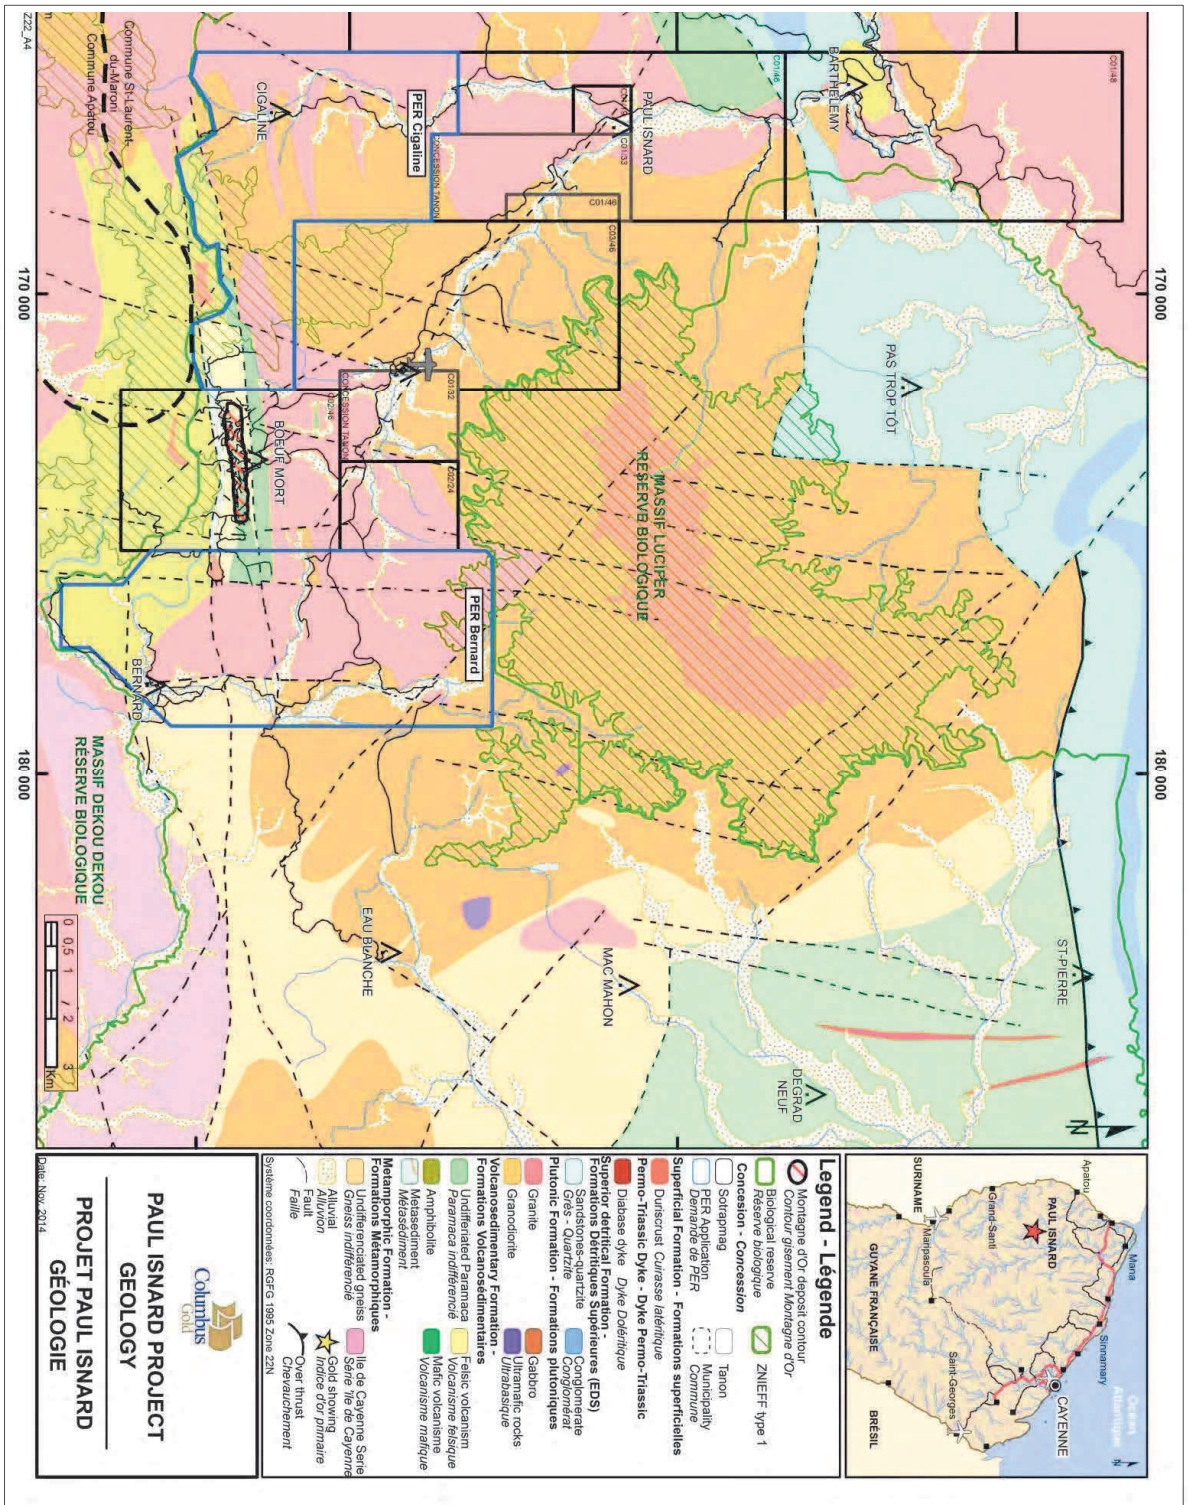 Z22_A4
Commune St-Laurent-
du-Maroni
Commune Apatou
170 000
180 000
170 000
180 000
C01/48
C01/46
BARTHELEMY
CIGALINE
PER Cigaline
PAUL ISNARD
C01/33
CONCESSION TANON
C01/46
C03/46
PAS TROP TÔT
C01/32
CONCESSION TANON
C02/46
C02/24
BOEUF MORT
MASSIF LUCIFER
RÉSERVE BIOLOGIQUE
PER Bernard
BERNARD
MASSIF DEKOU DEKOU
RÉSERVE BIOLOGIQUE
EAU BLANCHE
MAC MAHON
ST-PIERRE
DEGRAD
NEUF
0 0,5 1 2 3
Km
N
Apatou
Mana
PAUL ISNARD
Grand-Santi
Sinnamary
SURINAME
Maripasoula
CAYENNE
GUYANE FRANÇAISE
Saint-Georges
BRÉSIL
Océan
Atlantique
N
Legend - Légende
Montagne d'Or deposit contour
Contour gisement Montagne d'Or
Biological reserve
Réserve biologique
ZNIEFF type 1
Concession - Concession
Sotrapmag
Tanon
PER Application
Demande de PER
Municipality
Commune
Superficial Formation - Formations superficielles
Duriscrust Cuirasse latéritique
Permo-Triassic Dyke - Dyke Permo-Triassic
Diabase dyke Dyke Doléritique
Superior detritical Formation -
Formations Détritiques Supérieures (EDS)
Sandstones-quartzite
Grès - Quartzite
Conglomerate
Conglomérat
Plutonic Formation - Formations plutoniques
Granite
Gabbro
Granodiorite
Ultramafic rocks
Ultrabasique
Volcanosedimentary Formation -
Formations Volcanosédimentaires
Undifferiated Paramaca
Paramaca indifférencié
Felsic volcanism
Volcanisme felsique
Amphibolite
Mafic volcanisme
Volcanisme mafique
Metasediment
Métasédiment
Metamorphic Formation -
Formations Métamorphiques
Undifferenciated gneiss
Gneiss indifférencié
Ile de Cayenne Serie
Série 'Ile de Cayenne'
Alluvial
Alluvion
Gold showing
Indice d'or primaire
Fault
Faille
Over thrust
Chevauchement
Système coordonnées: RGFG 1995 Zone 22N
Columbus
Gold
PAUL ISNARD PROJECT
GEOLOGY
PROJET PAUL ISNARD
GÉOLOGIE
Date: Nov. 2014